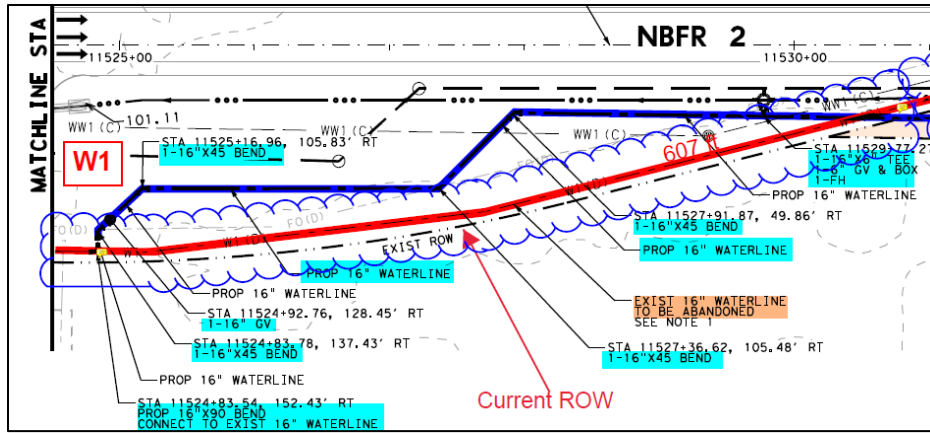 MATCHLINE STA
NBFR 2
11525+00
11530+00
101.11
WW1 (C)
WW1 (C)
WW1 (C)
WW1 (C)
STA 11525+16.96, 105.83' RT
1-16"X45 BEND
W1
607 ft
STA 11529+77.27
1-16"X6" TEE
1-6" GV & BOX
1-FH
PROP 16" WATERLINE
FO(D)
FO(D)
W1(D)
W1(D)
EXIST ROW
STA 11527+91.87, 49.86' RT
1-16"X45 BEND
PROP 16" WATERLINE
PROP 16" WATERLINE
PROP 16" WATERLINE
STA 11524+92.76, 128.45' RT
1-16" GV
EXIST 16" WATERLINE
TO BE ABANDONED
SEE NOTE 1
STA 11524+83.78, 137.43' RT
1-16"X45 BEND
STA 11527+36.62, 105.48' RT
1-16"X45 BEND
PROP 16" WATERLINE
Current ROW
STA 11524+83.54, 152.43' RT
PROP 16"X90 BEND
CONNECT TO EXIST 16" WATERLINE